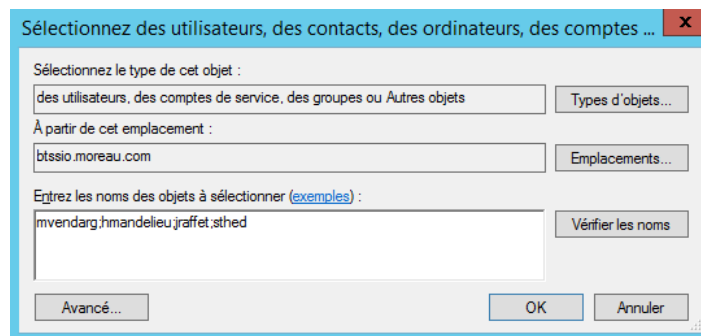 Sélectionnez des utilisateurs, des contacts, des ordinateurs, des comptes ...
x
Sélectionnez le type de cet objet :
des utilisateurs, des comptes de service, des groupes ou Autres objets
Types d'objets...
À partir de cet emplacement :
btssio.moreau.com
Emplacements...
Entrez les noms des objets à sélectionner (exemples) :
mvendarg;hmandelieu;jraffet;sthed
Vérifier les noms
Avancé...
OK
Annuler